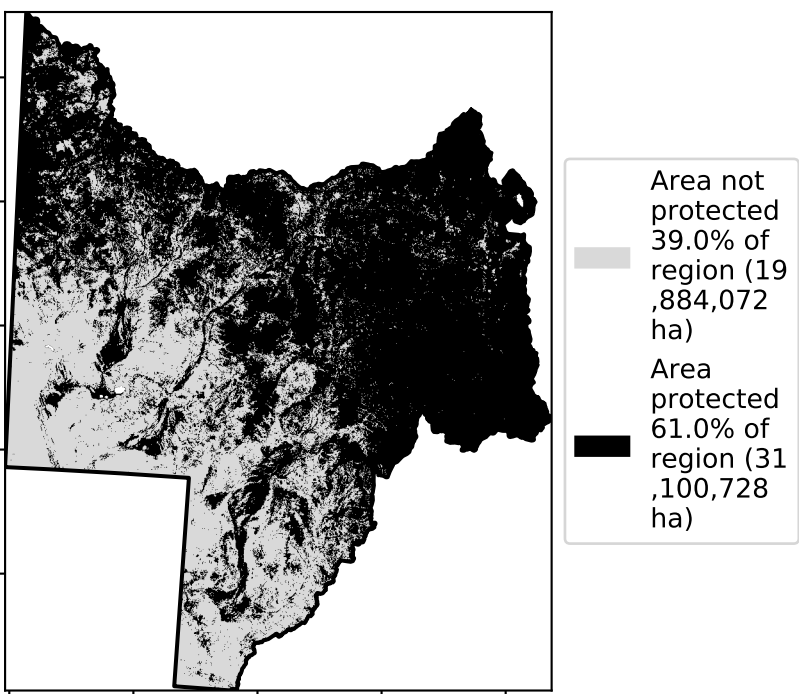 Area not
protected
39.0% of
region (19
,884,072
ha)
Area
protected
61.0% of
region (31
,100,728
ha)